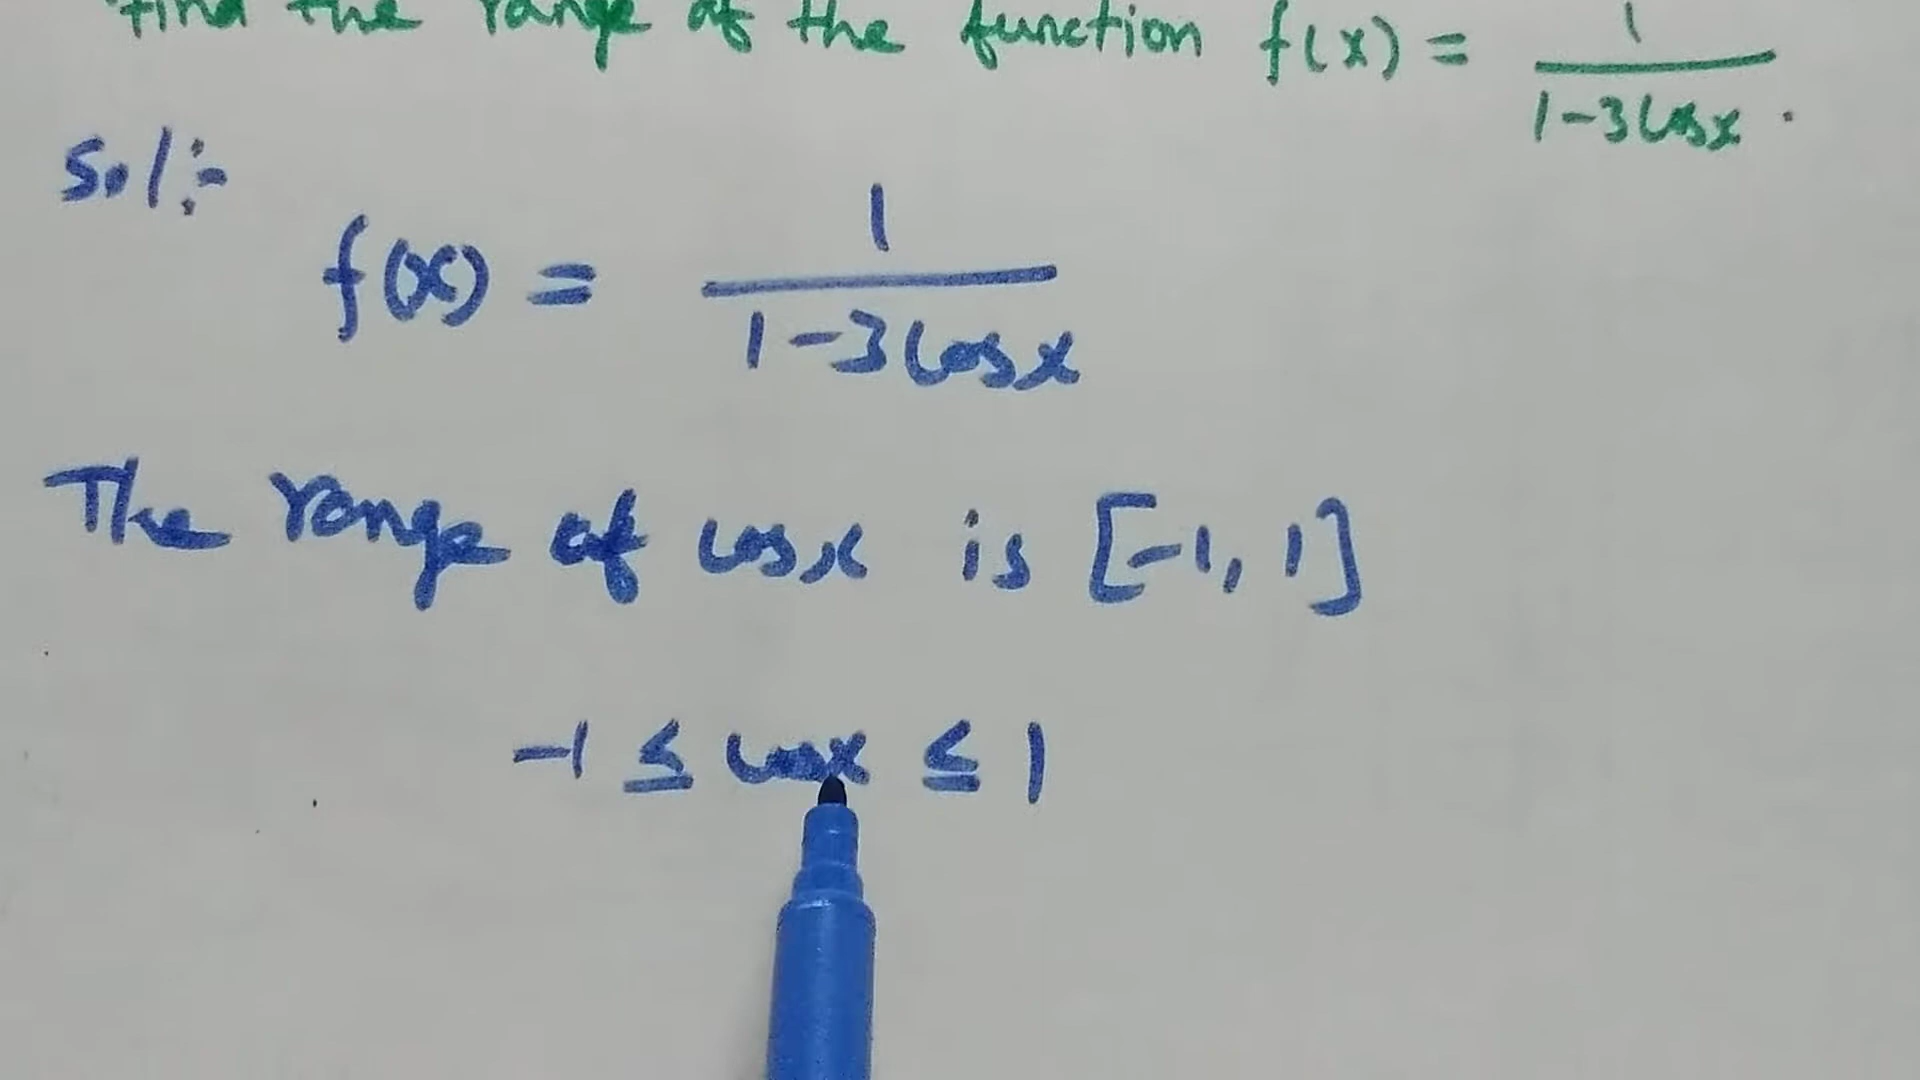 find the range of the function f(x) = 1/(1-3cosx).
Sol:-
f(x) = 1/(1-3cosx)
The range of cosx is [-1, 1]
-1 ≤ cosx ≤ 1